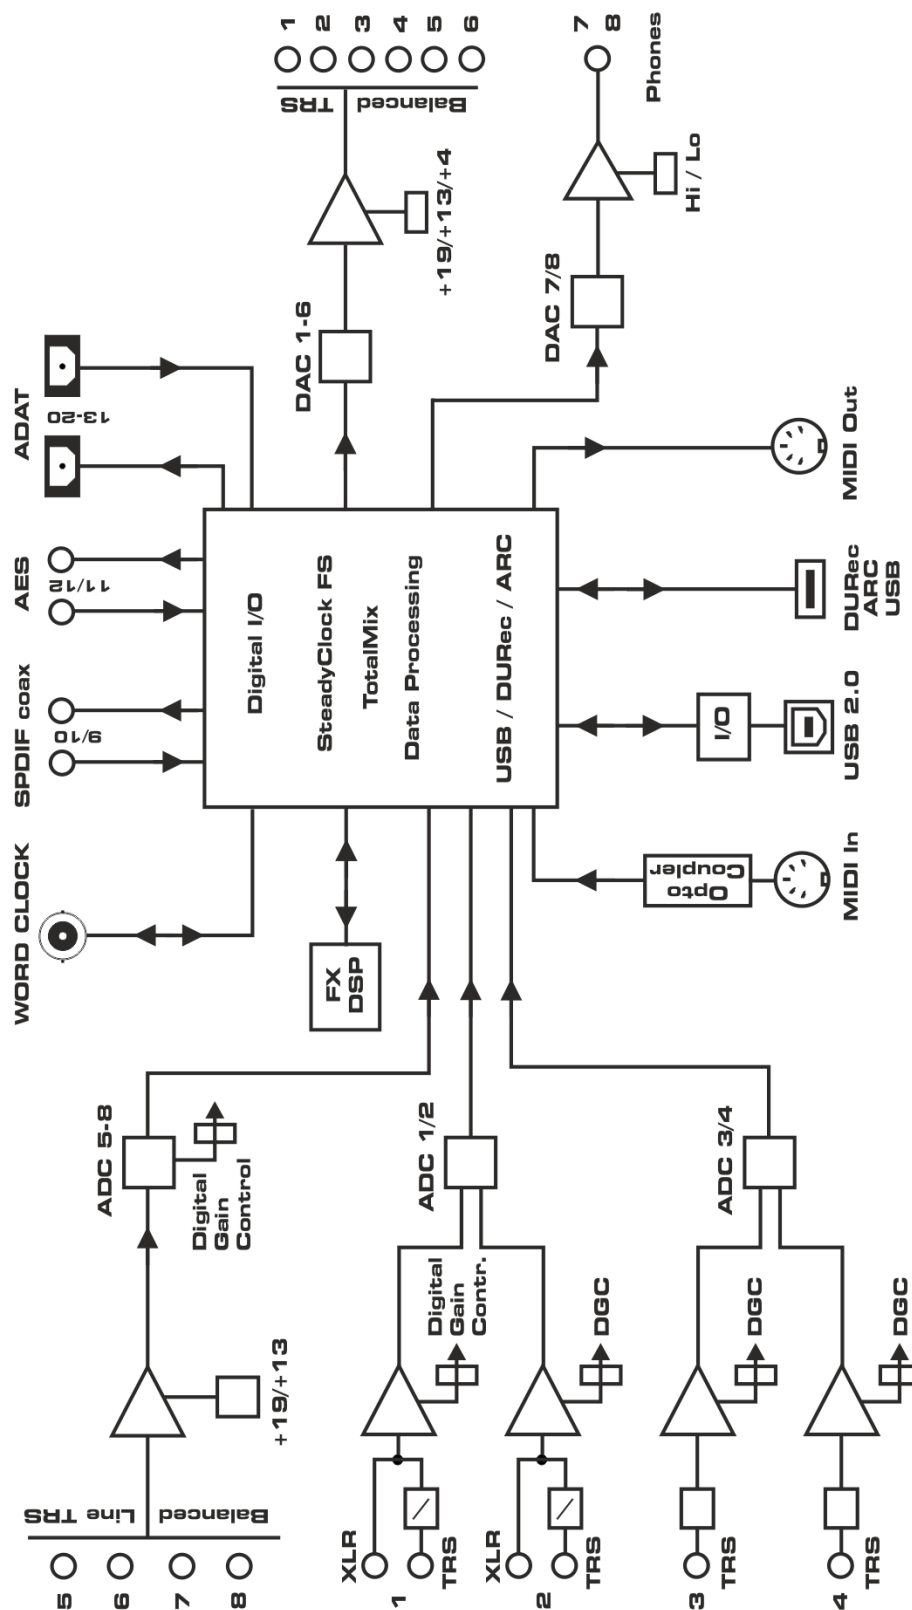 5
6
7
8
Balanced Line TRS
+19/+13
ADC 5-8
Digital
Gain
Control
WORD CLOCK
SPDIF coax
9/10
AES
11/12
ADAT
13-20
XLR
1
TRS
Digital
Gain
Contr.
XLR
2
TRS
DGC
ADC 1/2
3
TRS
DGC
4
TRS
DGC
ADC 3/4
FX
DSP
Digital I/O
SteadyClock FS
TotalMix
Data Processing
USB / DURec / ARC
Opto
Coupler
MIDI In
I/O
USB 2.0
DURec
ARC
USB
MIDI Out
DAC 1-6
+19/+13/+4
Balanced TRS
1
2
3
4
5
6
DAC 7/8
Hi / Lo
7
8
Phones